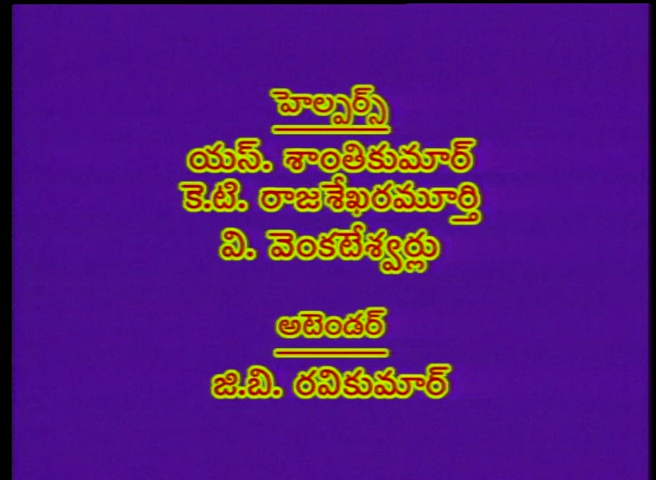 హెల్పర్స్
యస్. శాంతికుమార్
కె.టి. రాజశేఖరమూర్తి
వి. వెంకటేశ్వర్లు
అటెండర్
జి.బి. రవికుమార్